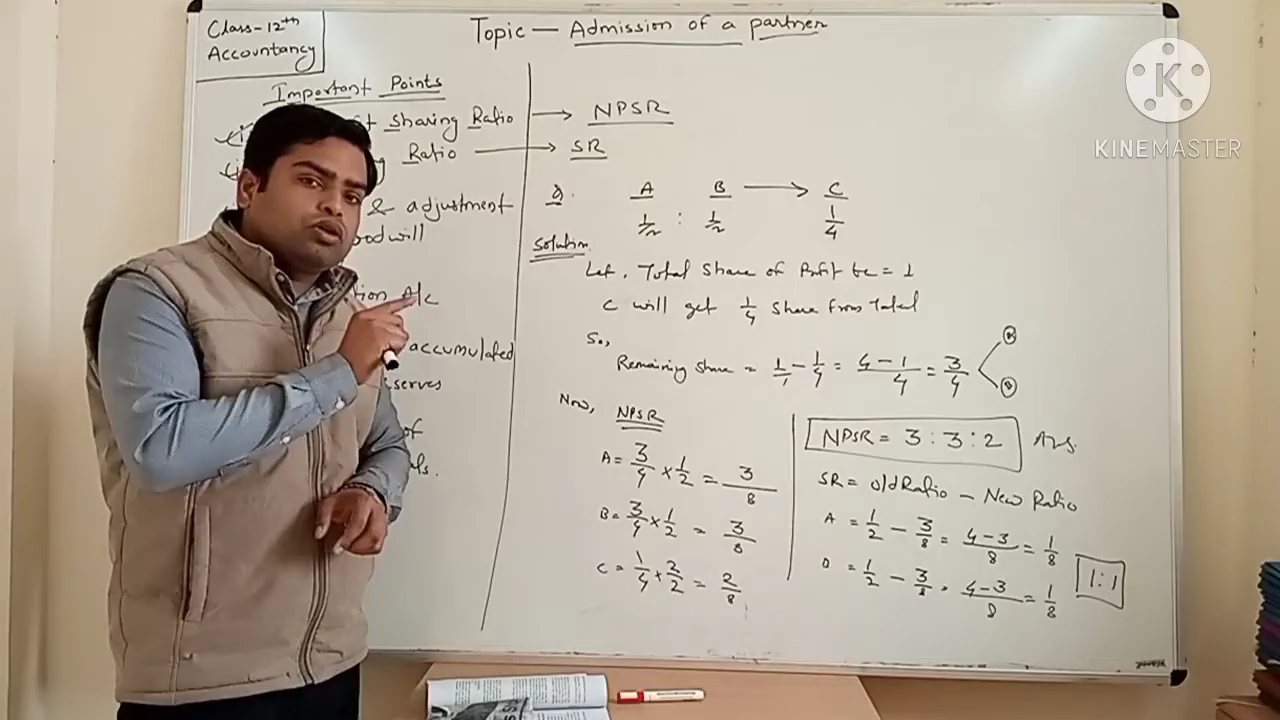 Class-12th
Accountancy
Topic — Admission of a partner
Important Points
Sharing Ratio → NPSR
Ratio → SR
& adjustment
A/c
accumulated
of
Q. A B → C
1/2 : 1/2 1/4
Solution
Let, Total Share of Profit be = 1
C will get 1/4 Share from Total
So,
Remaining Share = 1/1 - 1/4 = 4-1/4 = 3/4
Now, NPSR
A = 3/4 × 1/2 = 3/8
B = 3/4 × 1/2 = 3/8
C = 1/4 × 2/2 = 2/8
NPSR = 3:3:2 Ans
SR = Old Ratio - New Ratio
A = 1/2 - 3/8 = 4-3/8 = 1/8
= 1/2 - 3/8 = 4-3/8 = 1/8
1:1
K
KINEMASTER